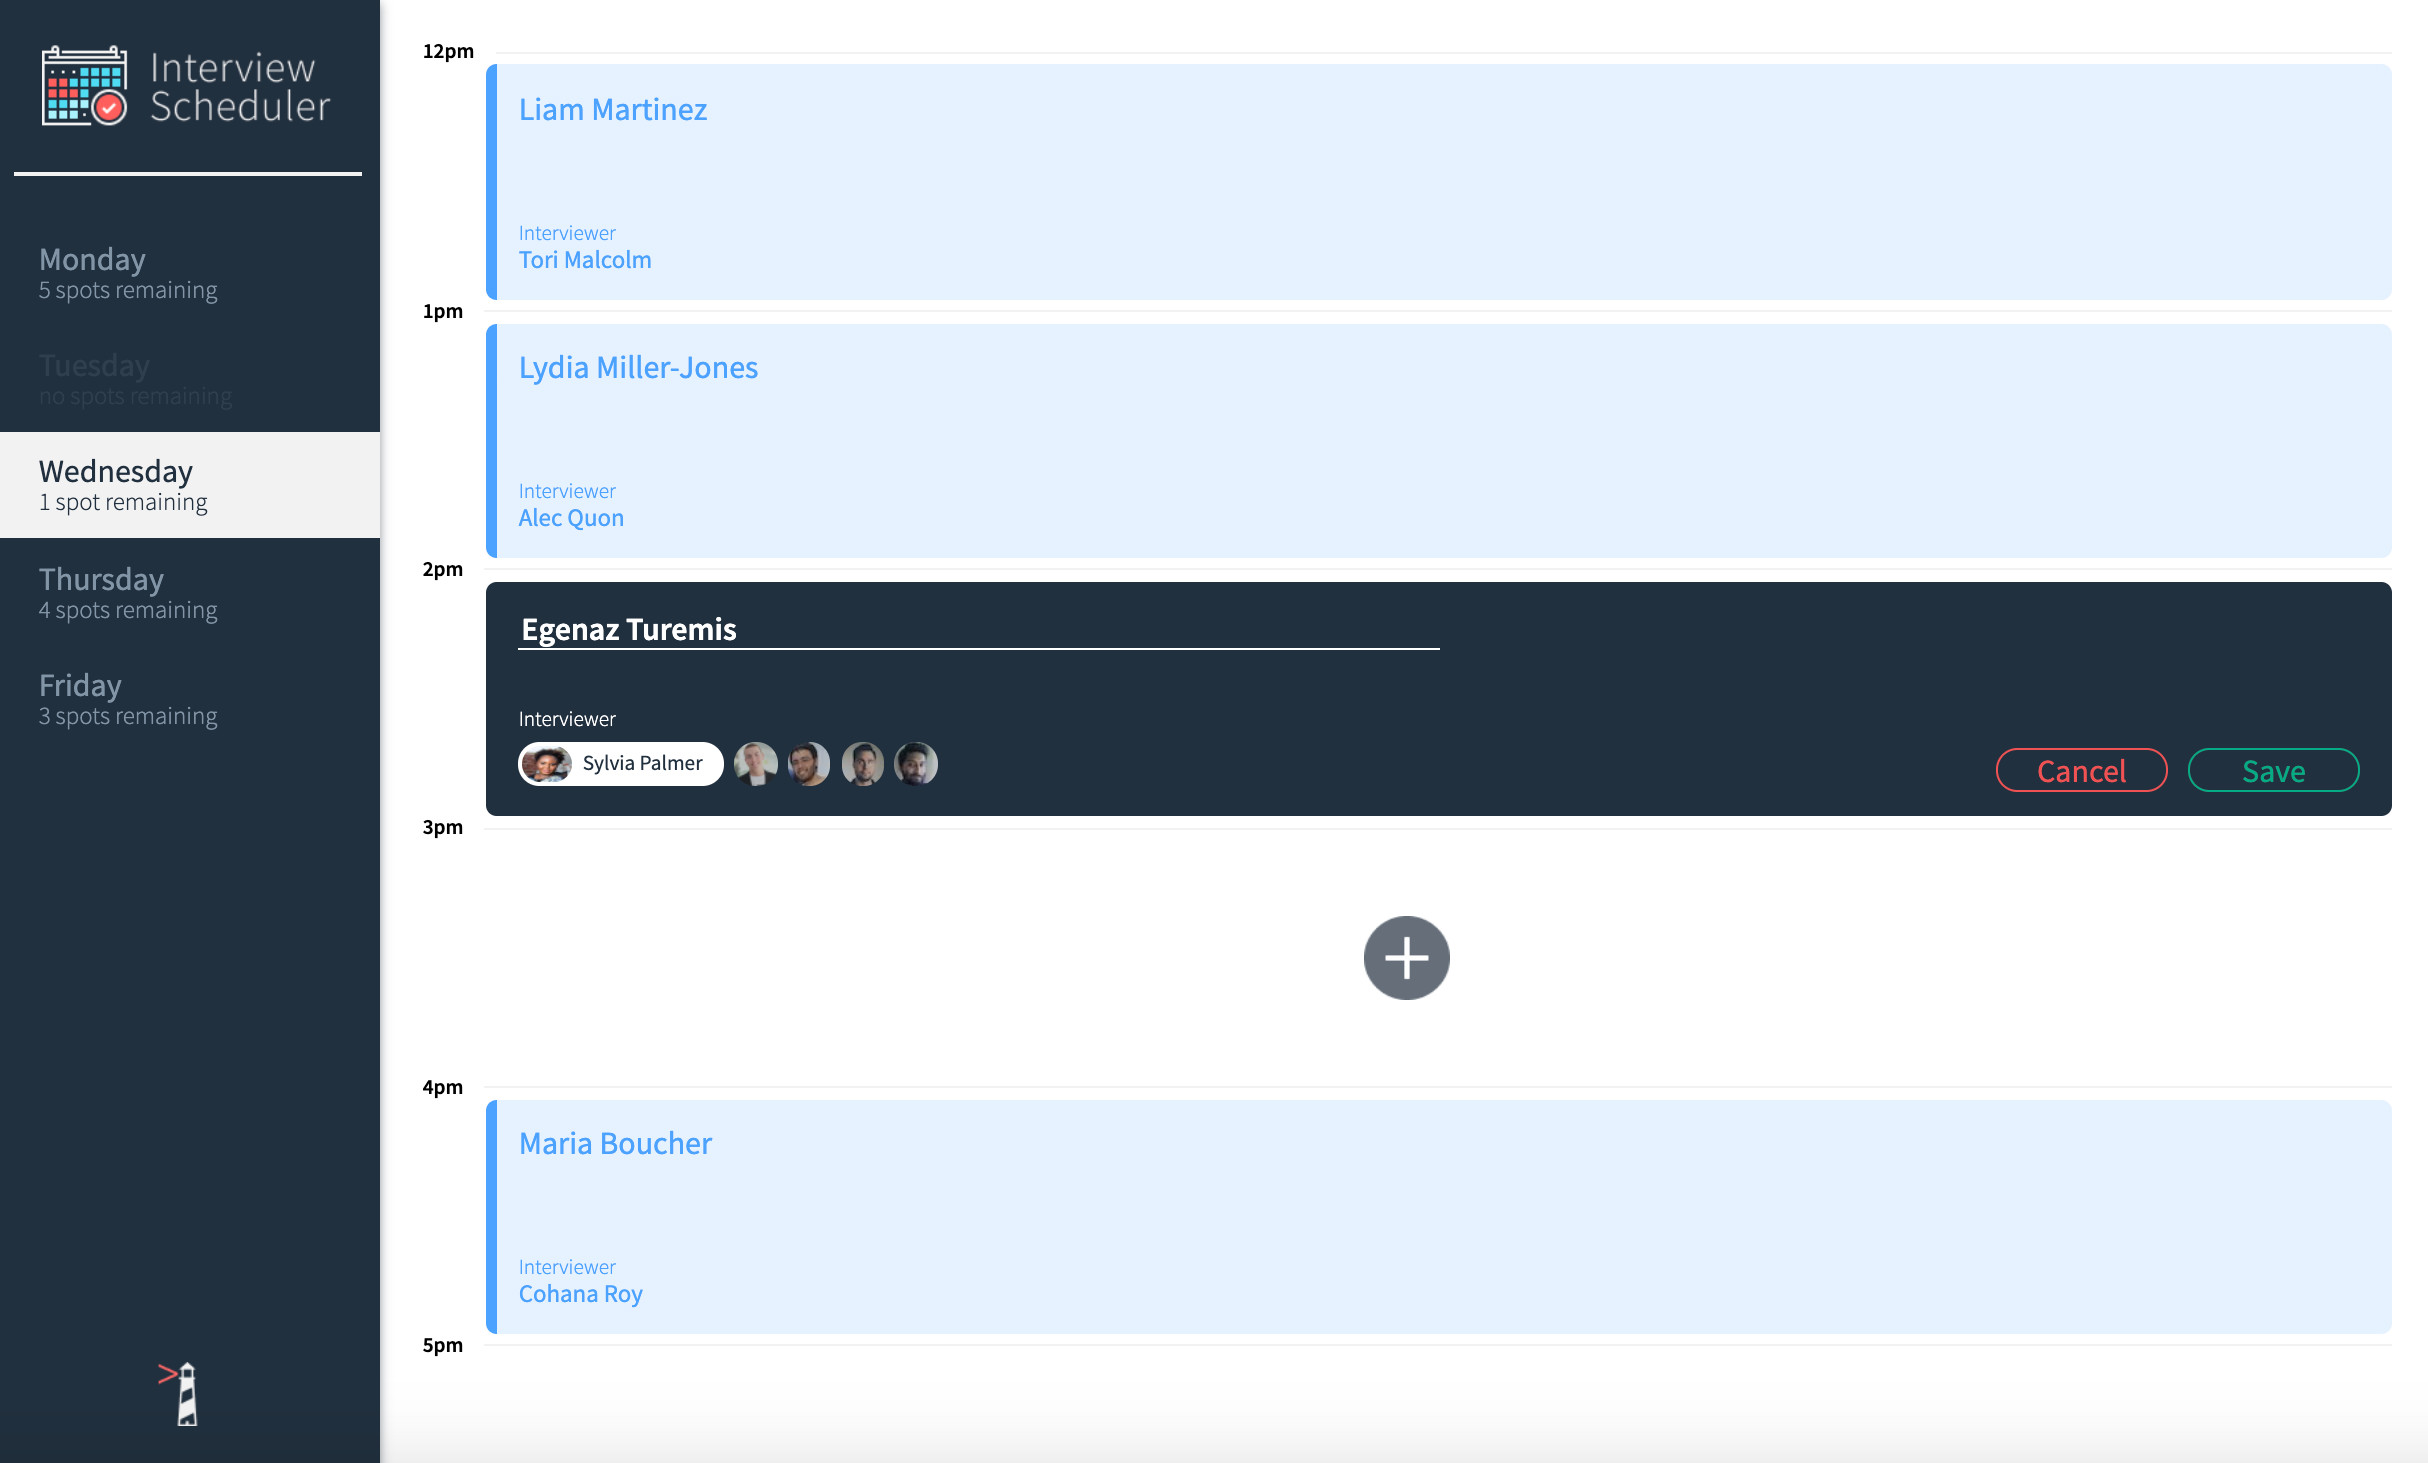 Interview
Scheduler
Monday
5 spots remaining
Tuesday
no spots remaining
Wednesday
1 spot remaining
Thursday
4 spots remaining
Friday
3 spots remaining
12pm
Liam Martinez
Interviewer
Tori Malcolm
1pm
Lydia Miller-Jones
Interviewer
Alec Quon
2pm
Egenaz Turemis
Interviewer
Sylvia Palmer
Cancel Save
3pm
4pm
Maria Boucher
Interviewer
Cohana Roy
5pm